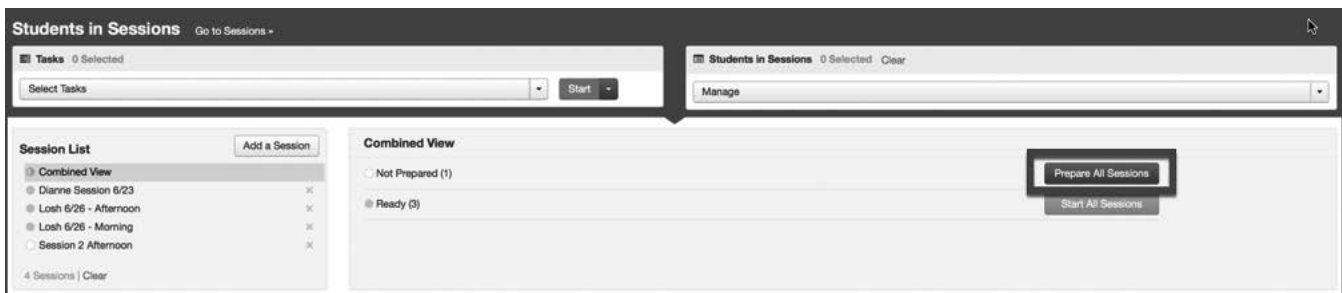 Students in Sessions Go to Sessions »
Tasks 0 Selected
Select Tasks
Start
Students in Sessions 0 Selected Clear
Manage
Session List
Add a Session
Combined View
Dianne Session 6/23
Losh 6/26 - Afternoon
Losh 6/26 - Morning
Session 2 Afternoon
4 Sessions | Clear
Combined View
Not Prepared (1)
Prepare All Sessions
Ready (3)
Start All Sessions